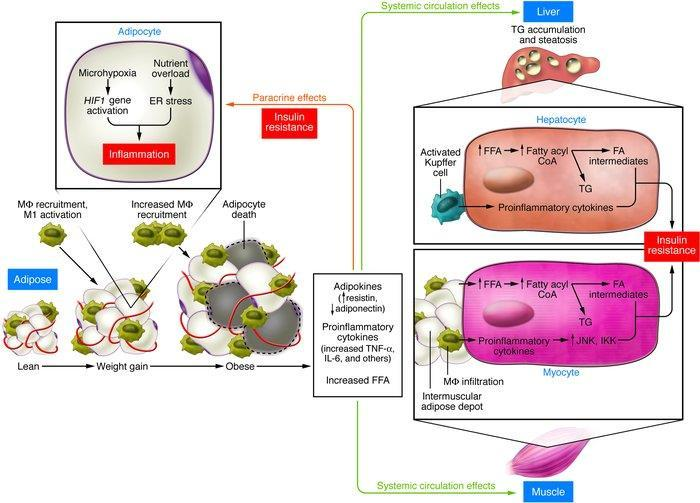 Systemic circulation effects
Liver
TG accumulation
and steatosis
Adipocyte
Microhypoxia
Nutrient
overload
HIF1 gene
activation
ER stress
Inflammation
Paracrine effects
Insulin
resistance
MΦ recruitment,
M1 activation
Increased MΦ
recruitment
Adipocyte
death
Adipose
Lean
Weight gain
Obese
Adipokines
(↑resistin,
↓adiponectin)
Proinflammatory
cytokines
(increased TNF-α,
IL-6, and others)
Increased FFA
Hepatocyte
Activated
Kupffer
cell
↑ FFA → ↑ Fatty acyl
CoA
FA
intermediates
TG
Proinflammatory cytokines
Insulin
resistance
↑ FFA → ↑ Fatty acyl
CoA
FA
intermediates
TG
Proinflammatory
cytokines
↑ JNK, IKK
Myocyte
MΦ infiltration
Intermuscular
adipose depot
Systemic circulation effects
Muscle